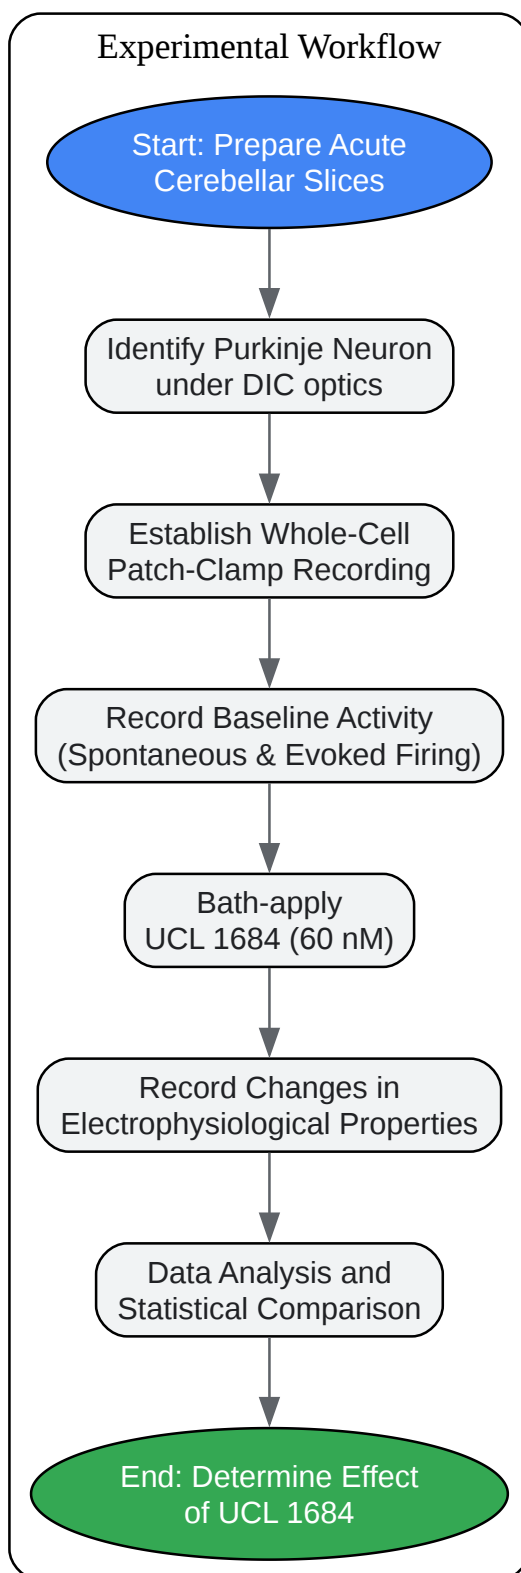 Experimental Workflow
Start: Prepare Acute
Cerebellar Slices
Identify Purkinje Neuron
under DIC optics
Establish Whole-Cell
Patch-Clamp Recording
Record Baseline Activity
(Spontaneous & Evoked Firing)
Bath-apply
UCL 1684 (60 nM)
Record Changes in
Electrophysiological Properties
Data Analysis and
Statistical Comparison
End: Determine Effect
of UCL 1684